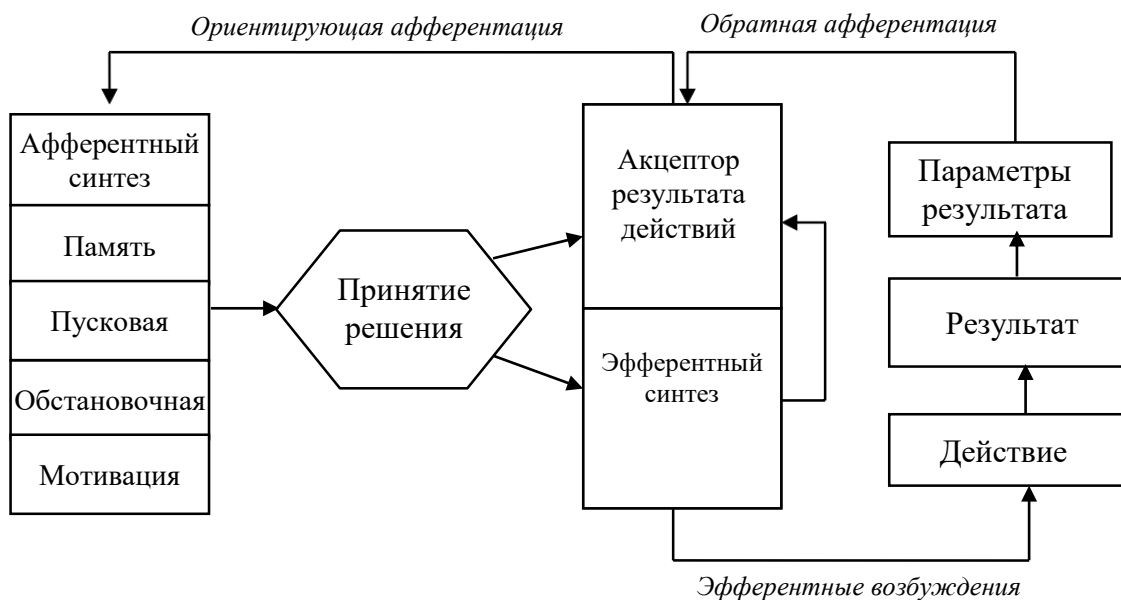 Ориентирующая афферентация
Обратная афферентация
Афферентный
синтез
Память
Пусковая
Обстановочная
Мотивация
Принятие
решения
Акцептор
результата
действий
Эфферентный
синтез
Параметры
результата
Результат
Действие
Эфферентные возбуждения